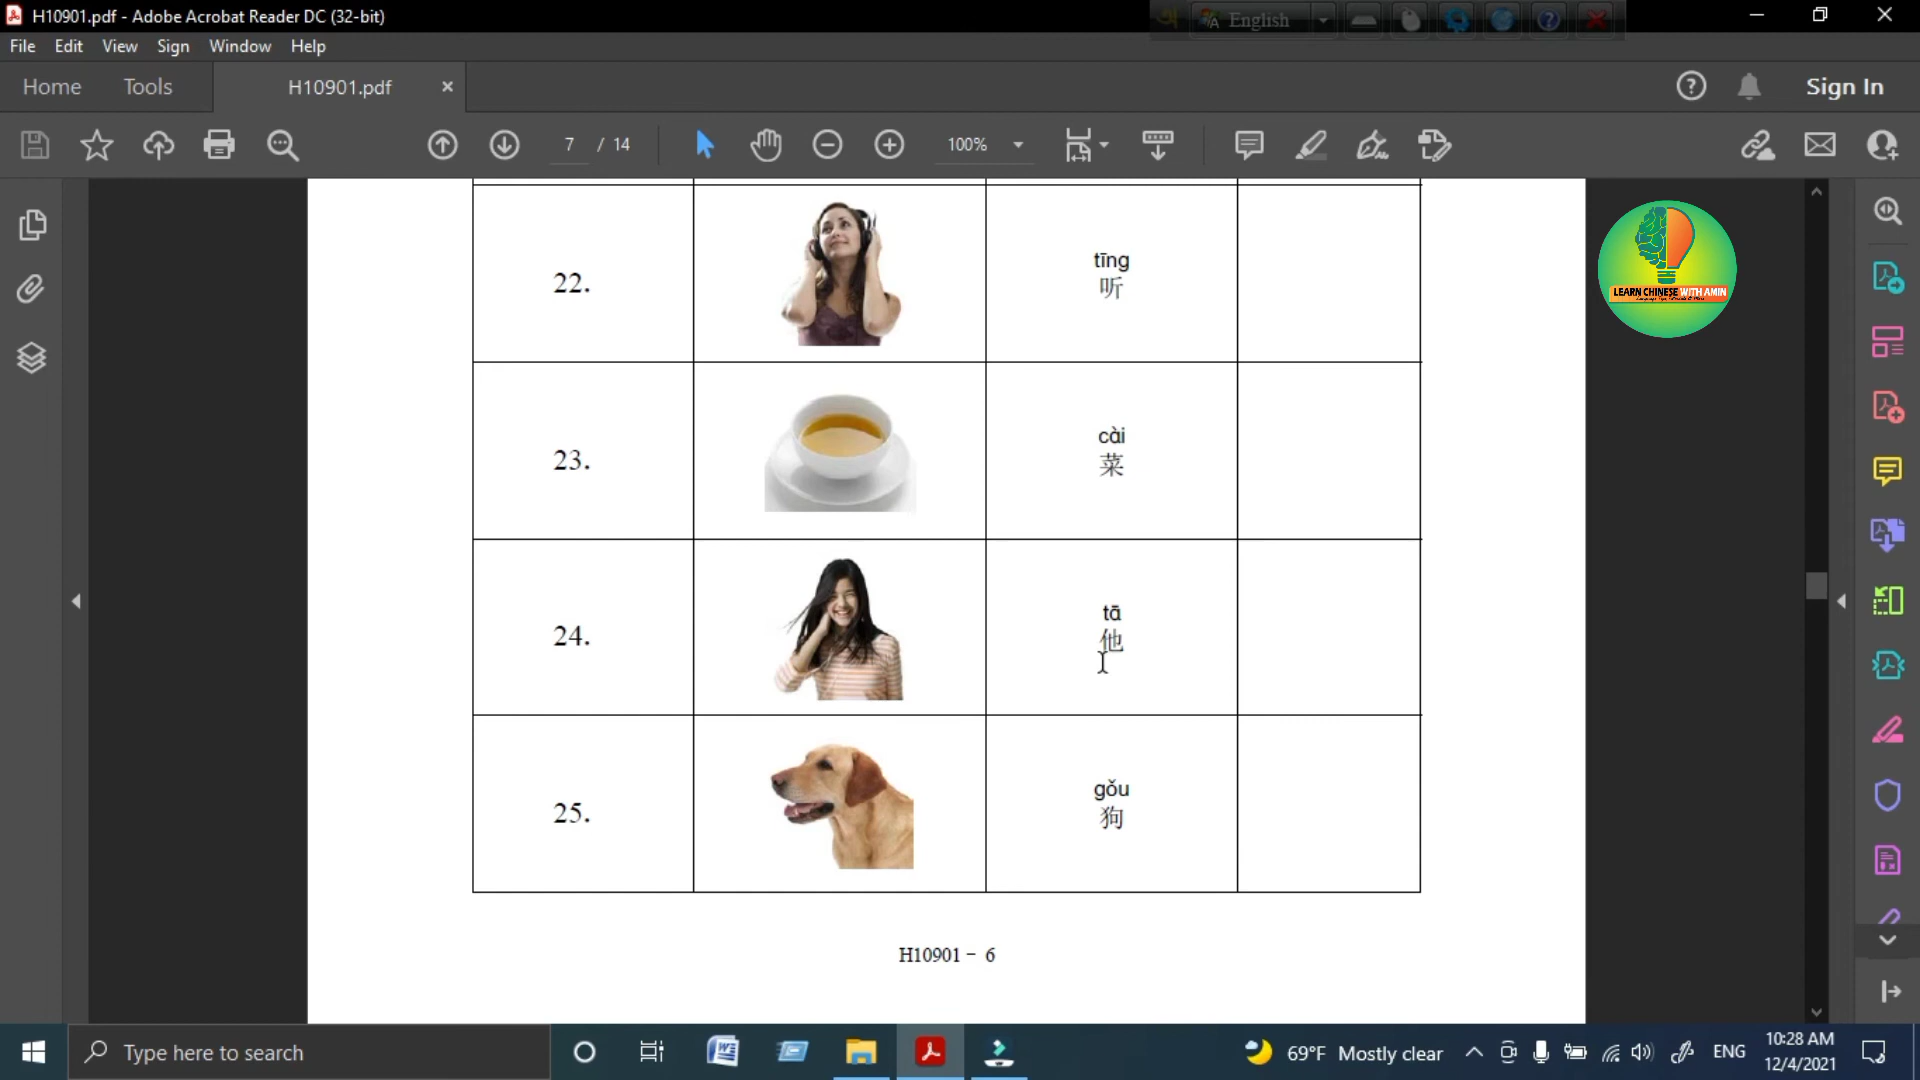 H10901.pdf - Adobe Acrobat Reader DC (32-bit)
English
File Edit View Sign Window Help
Home Tools H10901.pdf Sign In
7 / 14 100%
22. tīng
听
LEARN CHINESE WITH AMIN
23. cài
菜
24. tā
他
25. gǒu
狗
H10901 - 6
Type here to search
69°F Mostly clear
ENG
10:28 AM
12/4/2021